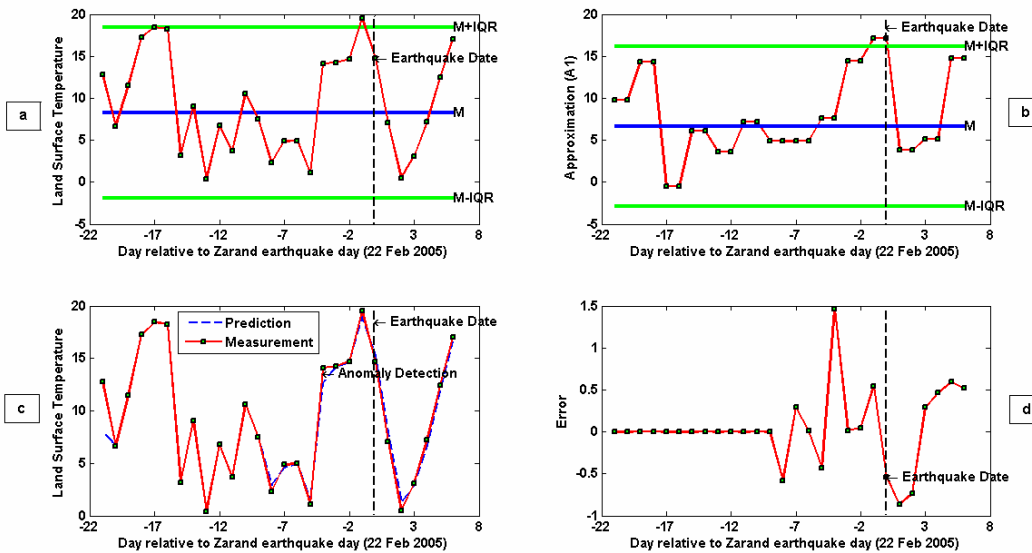 a
Land Surface Temperature
20
15
10
5
0
-5
-22
-17
-12
-7
-2
3
8
M+IQR
Earthquake Date
M
M-IQR
Day relative to Zarand earthquake day (22 Feb 2005)
b
Approximation (A1)
20
15
10
5
0
-5
-22
-17
-12
-7
-2
3
8
Earthquake Date
M+IQR
M
M-IQR
Day relative to Zarand earthquake day (22 Feb 2005)
c
Land Surface Temperature
20
15
10
5
0
-22
-17
-12
-7
-2
3
8
Prediction
Measurement
Earthquake Date
Anomaly Detection
Day relative to Zarand earthquake day (22 Feb 2005)
d
Error
1.5
1
0.5
0
-0.5
-1
-22
-17
-12
-7
-2
3
8
Earthquake Date
Day relative to Zarand earthquake day (22 Feb 2005)